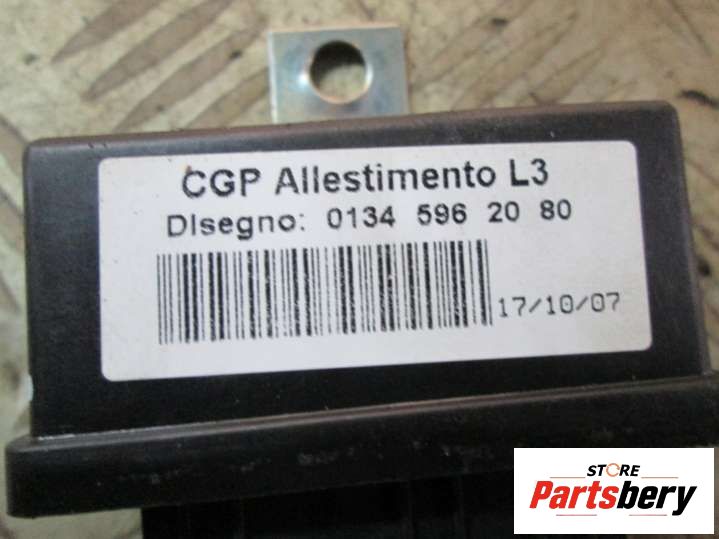 CGP Allestimento L3
DIsegno: 0134 596 20 80
17/10/07
STORE
Partsbery